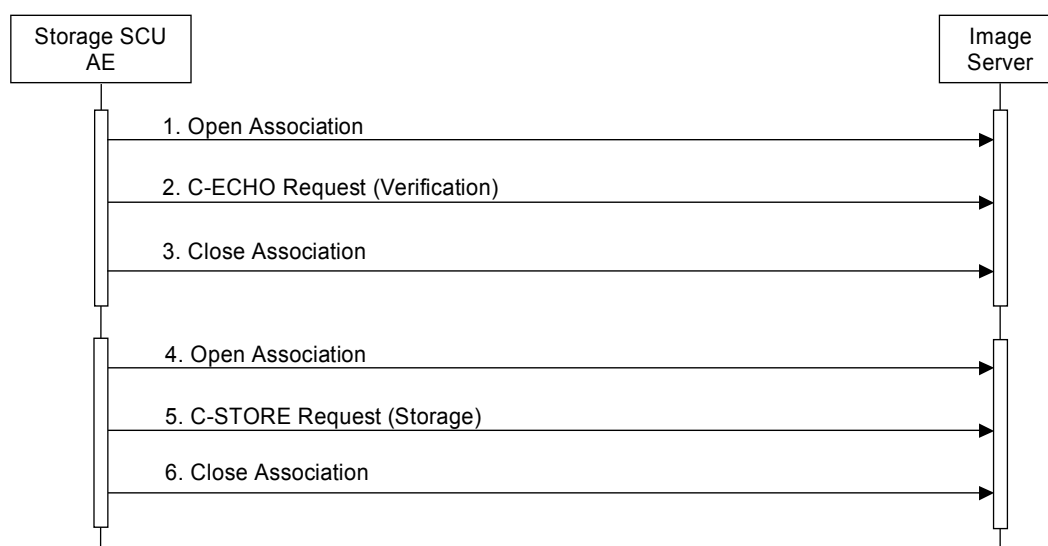 Storage SCU
AE
Image
Server
1. Open Association
2. C-ECHO Request (Verification)
3. Close Association
4. Open Association
5. C-STORE Request (Storage)
6. Close Association